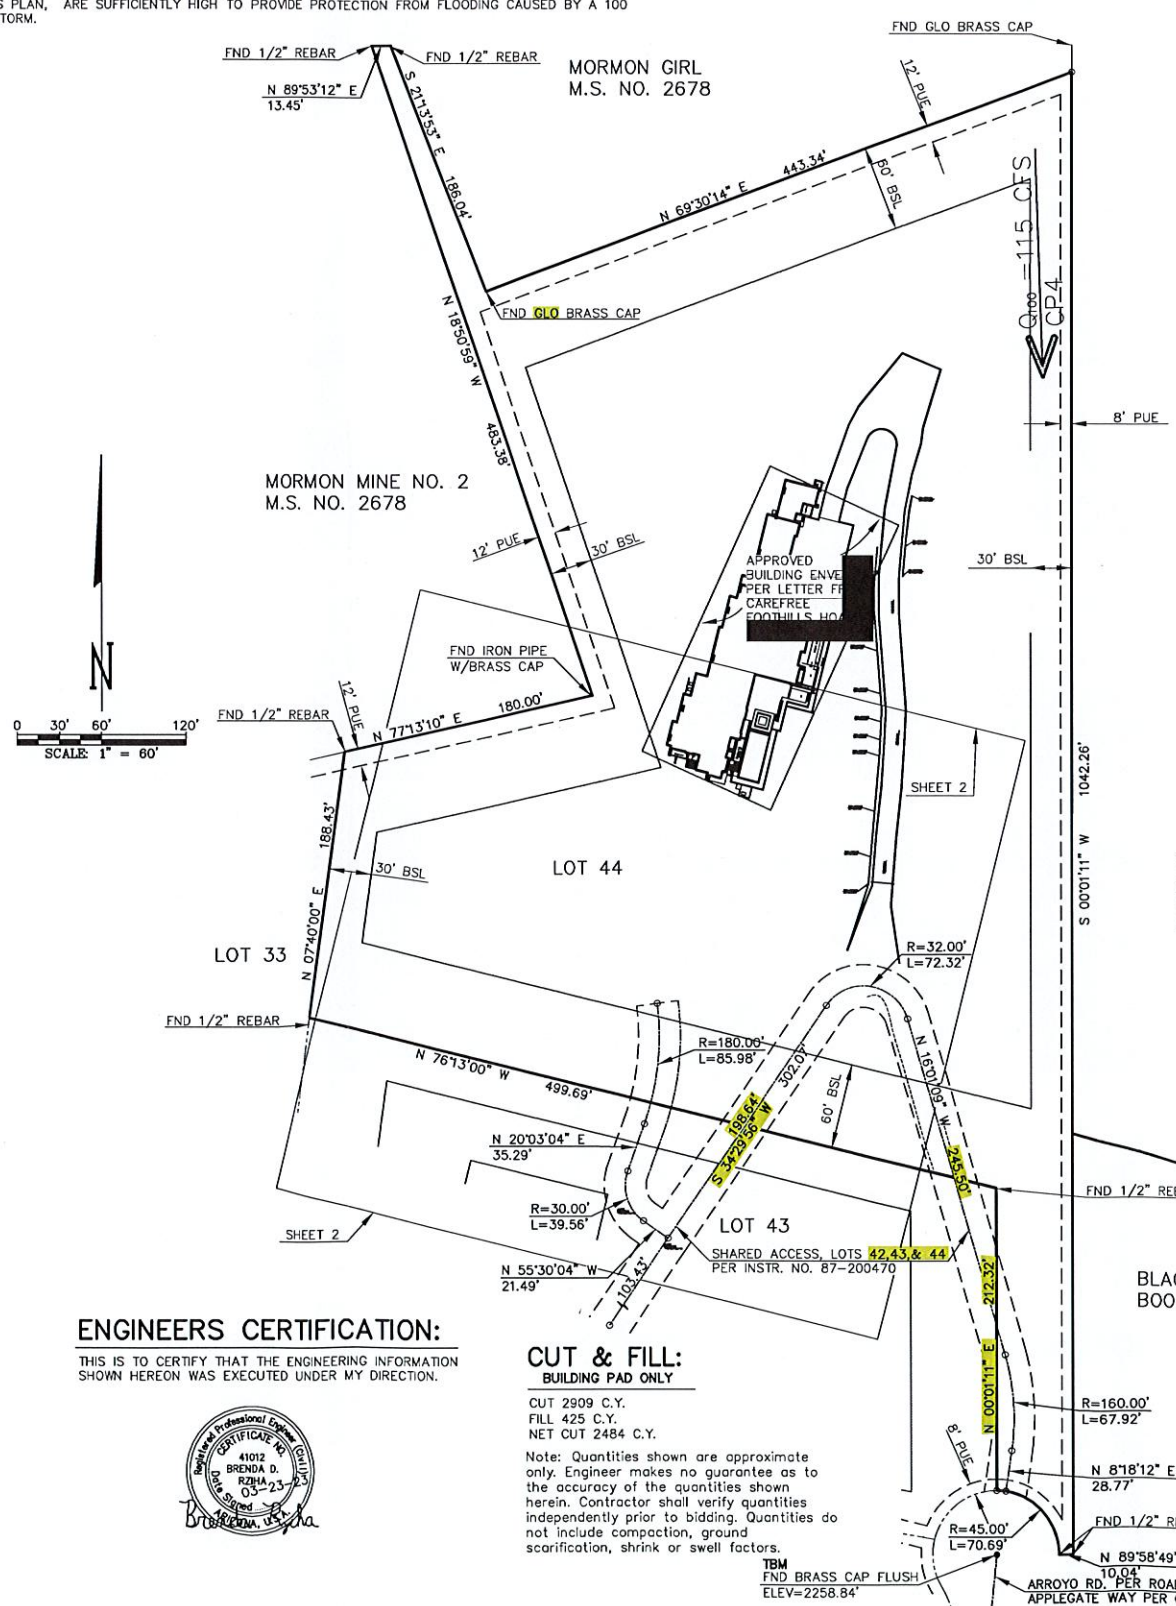 S PLAN, ARE SUFFICIENTLY HIGH TO PROVIDE PROTECTION FROM FLOODING CAUSED BY A 100
TORM.
FND GLO BRASS CAP
FND 1/2" REBAR
FND 1/2" REBAR
MORMON GIRL
M.S. NO. 2678
N 89°53'12" E
13.45'
S 21°13'53" E
186.04'
12' PUE
443.34'
N 69°30'14" E
60' BSL
Q100 =115 CFS
CP4
FND GLO BRASS CAP
N 18°50'59" W
483.38'
8' PUE
MORMON MINE NO. 2
M.S. NO. 2678
12' PUE
30' BSL
30' BSL
APPROVED
BUILDING ENVE
PER LETTER FR
CAREFREE
FOOTHILLS HOA
FND IRON PIPE
W/BRASS CAP
N
12' PUE
N 77°13'10" E
180.00'
FND 1/2" REBAR
0 30' 60' 120'
SCALE: 1" = 60'
SHEET 2
1042.26'
S 00°01'11" W
188.43'
N 07°40'00" E
30' BSL
LOT 44
LOT 33
R=32.00'
L=72.32'
FND 1/2" REBAR
N 76°13'00" W
499.69'
R=180.00'
L=85.98'
302.07'
198.64'
S 34°29'56" W
60' BSL
N 16°01'09" W
245.50'
N 20°03'04" E
35.29'
FND 1/2" REB
R=30.00'
L=39.56'
LOT 43
SHEET 2
SHARED ACCESS, LOTS 42,43,& 44
PER INSTR. NO. 87-200470
N 55°30'04" W
21.49'
103.43'
212.32'
N 00°01'11" E
BLAC
BOO
ENGINEERS CERTIFICATION:
THIS IS TO CERTIFY THAT THE ENGINEERING INFORMATION
SHOWN HEREON WAS EXECUTED UNDER MY DIRECTION.
Registered Professional Engineer (Civil)
CERTIFICATE NO.
41012
BRENDA D.
RZIHA
03-23-2
Date Signed
ARIZONA, U.S.A.
Brenda Rziha
CUT & FILL:
BUILDING PAD ONLY
CUT 2909 C.Y.
FILL 425 C.Y.
NET CUT 2484 C.Y.
Note: Quantities shown are approximate
only. Engineer makes no guarantee as to
the accuracy of the quantities shown
herein. Contractor shall verify quantities
independently prior to bidding. Quantities do
not include compaction, ground
scarification, shrink or swell factors.
R=160.00'
L=67.92'
8' PUE
N 8°18'12" E
28.77'
R=45.00'
L=70.69'
FND 1/2" R
N 89°58'49"
10.04'
TBM
FND BRASS CAP FLUSH
ELEV=2258.84'
ARROYO RD. PER ROA
APPLEGATE WAY PER